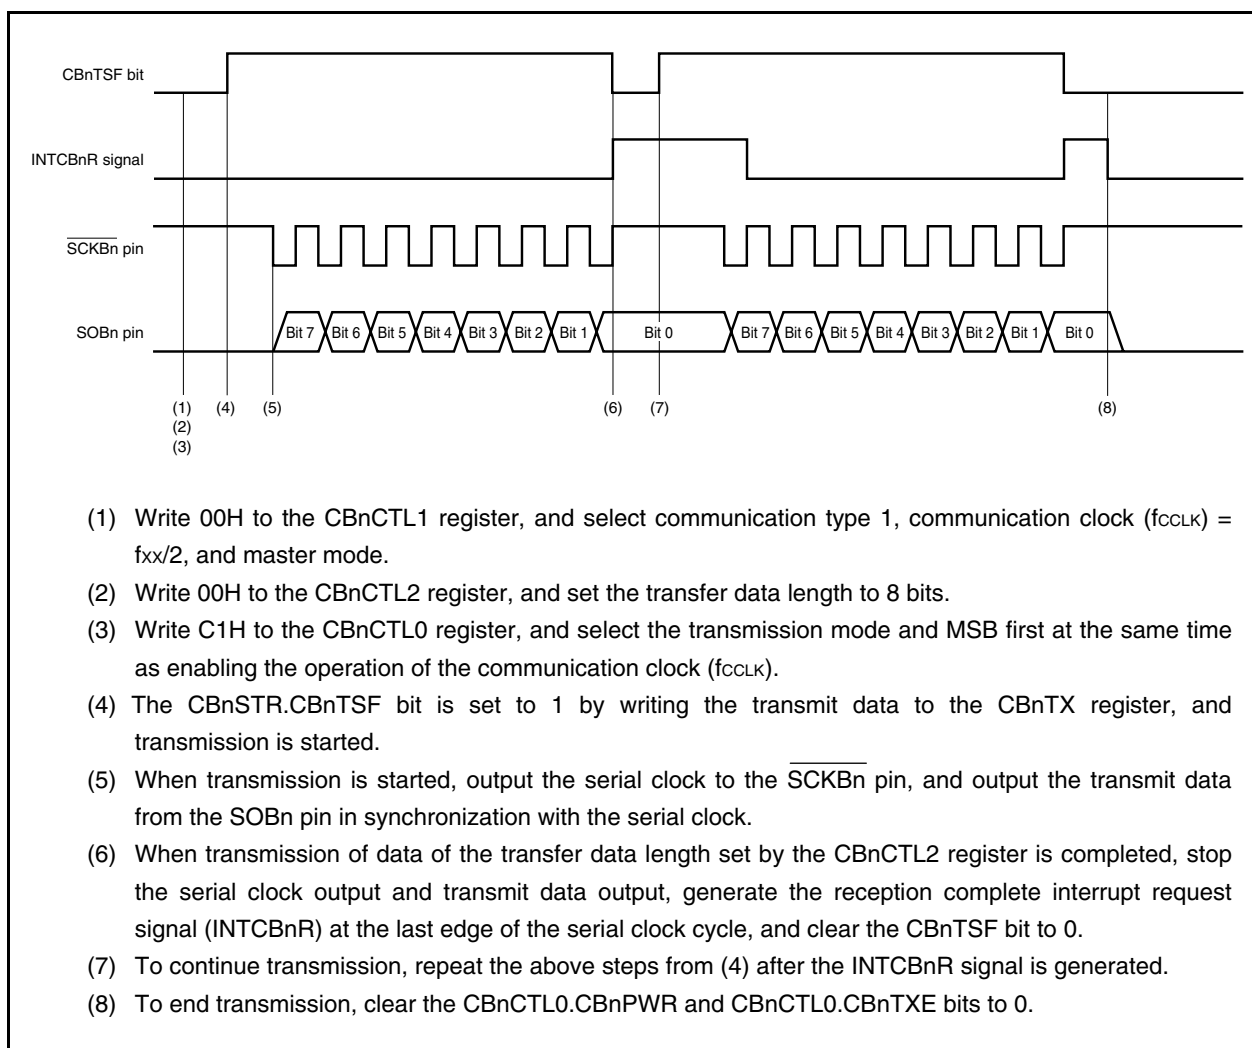 CBnTSF bit
INTCBnR signal
SCKBn pin
SOBn pin
Bit 7 Bit 6 Bit 5 Bit 4 Bit 3 Bit 2 Bit 1 Bit 0 Bit 7 Bit 6 Bit 5 Bit 4 Bit 3 Bit 2 Bit 1 Bit 0
(1) (4) (5) (6) (7) (8)
(2)
(3)
(1) Write 00H to the CBnCTL1 register, and select communication type 1, communication clock (fCCLK) =
fXX/2, and master mode.
(2) Write 00H to the CBnCTL2 register, and set the transfer data length to 8 bits.
(3) Write C1H to the CBnCTL0 register, and select the transmission mode and MSB first at the same time
as enabling the operation of the communication clock (fCCLK).
(4) The CBnSTR.CBnTSF bit is set to 1 by writing the transmit data to the CBnTX register, and
transmission is started.
(5) When transmission is started, output the serial clock to the SCKBn pin, and output the transmit data
from the SOBn pin in synchronization with the serial clock.
(6) When transmission of data of the transfer data length set by the CBnCTL2 register is completed, stop
the serial clock output and transmit data output, generate the reception complete interrupt request
signal (INTCBnR) at the last edge of the serial clock cycle, and clear the CBnTSF bit to 0.
(7) To continue transmission, repeat the above steps from (4) after the INTCBnR signal is generated.
(8) To end transmission, clear the CBnCTL0.CBnPWR and CBnCTL0.CBnTXE bits to 0.